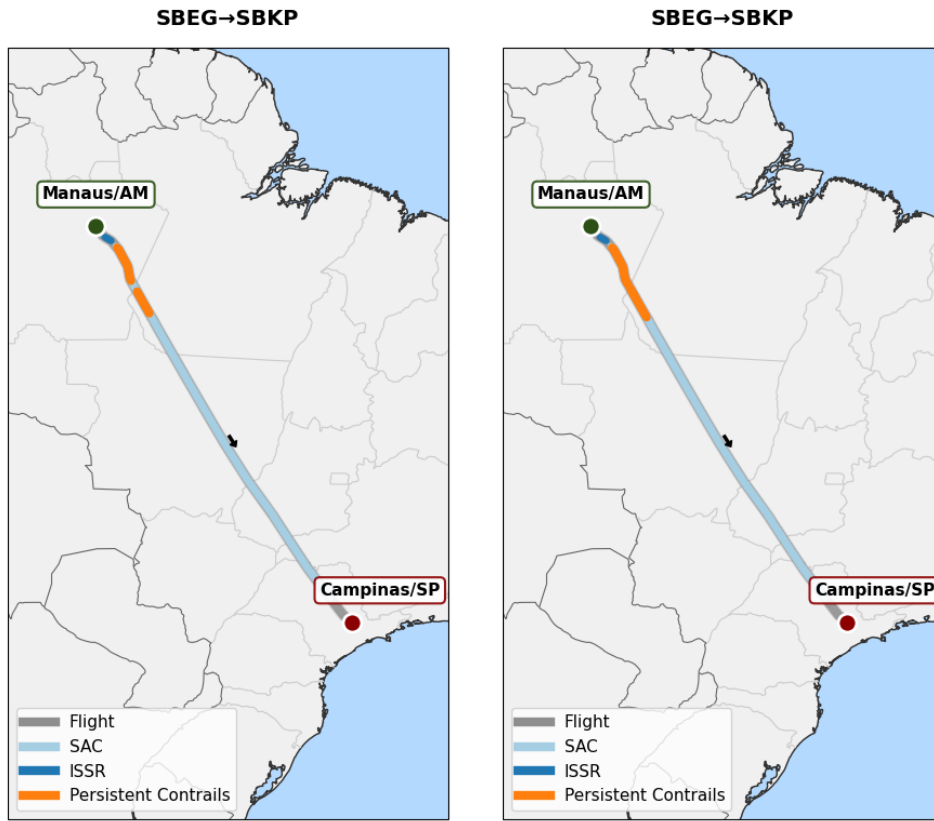 SBEG→SBKP
Manaus/AM
Campinas/SP
Flight
SAC
ISSR
Persistent Contrails
SBEG→SBKP
Manaus/AM
Campinas/SP
Flight
SAC
ISSR
Persistent Contrails